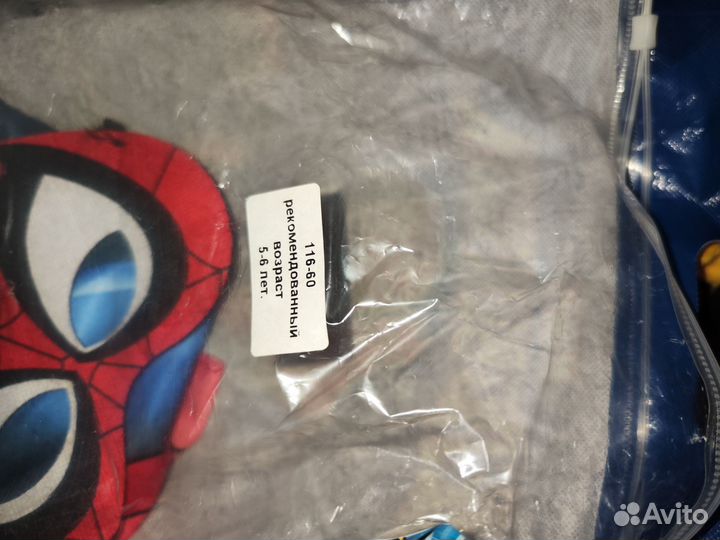 116-60
рекомендованный
возраст
5-6 лет.
Avito